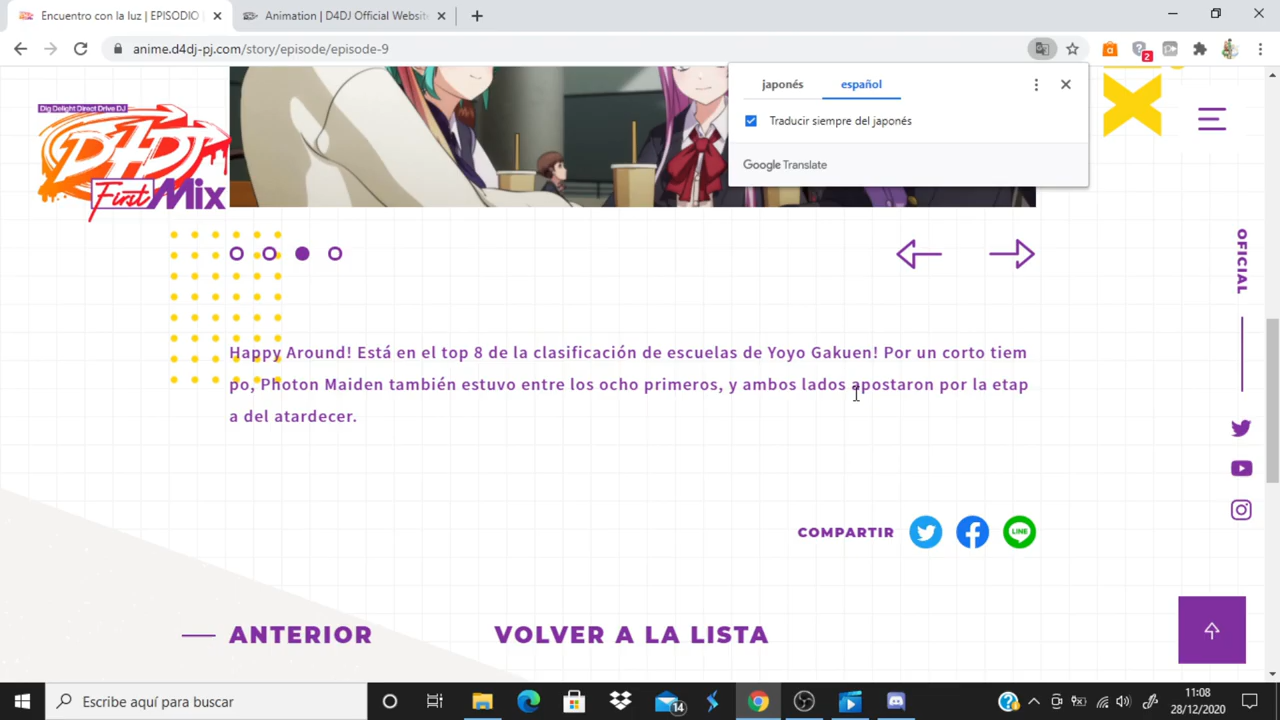 Encuentro con la luz | EPISODIO
Animation | D4DJ Official Website
anime.d4dj-pj.com/story/episode/episode-9
2
japonés
español
Traducir siempre del japonés
Google Translate
Dig Delight Direct Drive DJ
D4DJ
First Mix
OFICIAL
Happy Around! Está en el top 8 de la clasificación de escuelas de Yoyo Gakuen! Por un corto tiem
po, Photon Maiden también estuvo entre los ocho primeros, y ambos lados apostaron por la etap
a del atardecer.
COMPARTIR
LINE
ANTERIOR
VOLVER A LA LISTA
Escribe aquí para buscar
14
11:08
28/12/2020